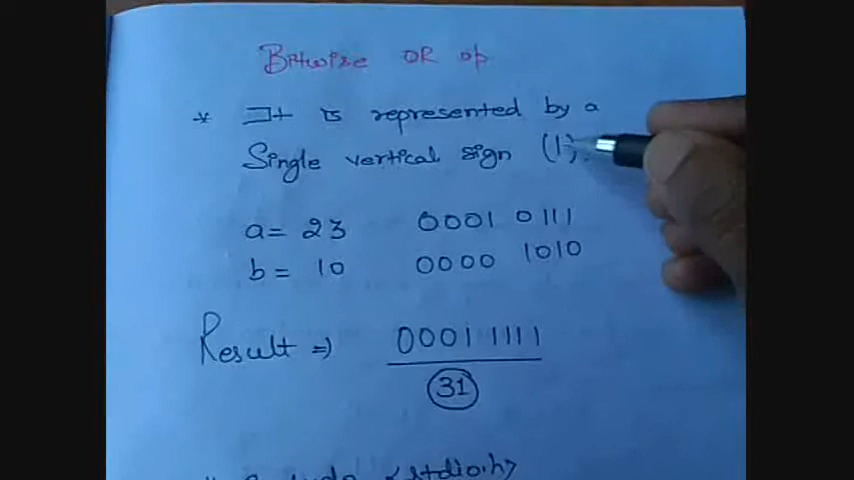 Bitwise OR op
* It is represented by a
Single vertical sign (|).
a = 23 0001 0111
b = 10 0000 1010
Result => 0001 1111
31
<stdio.h>